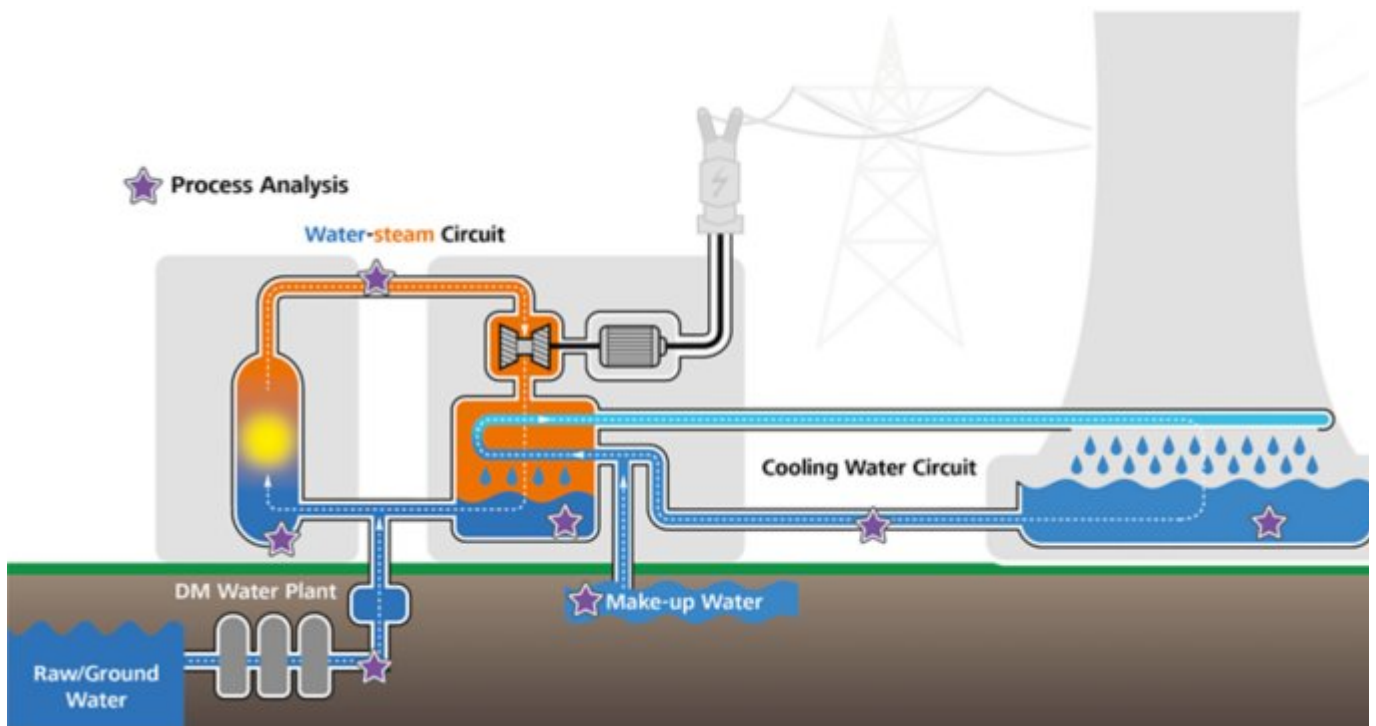 Process Analysis
Water-steam Circuit
Cooling Water Circuit
DM Water Plant
Make-up Water
Raw/Ground
Water